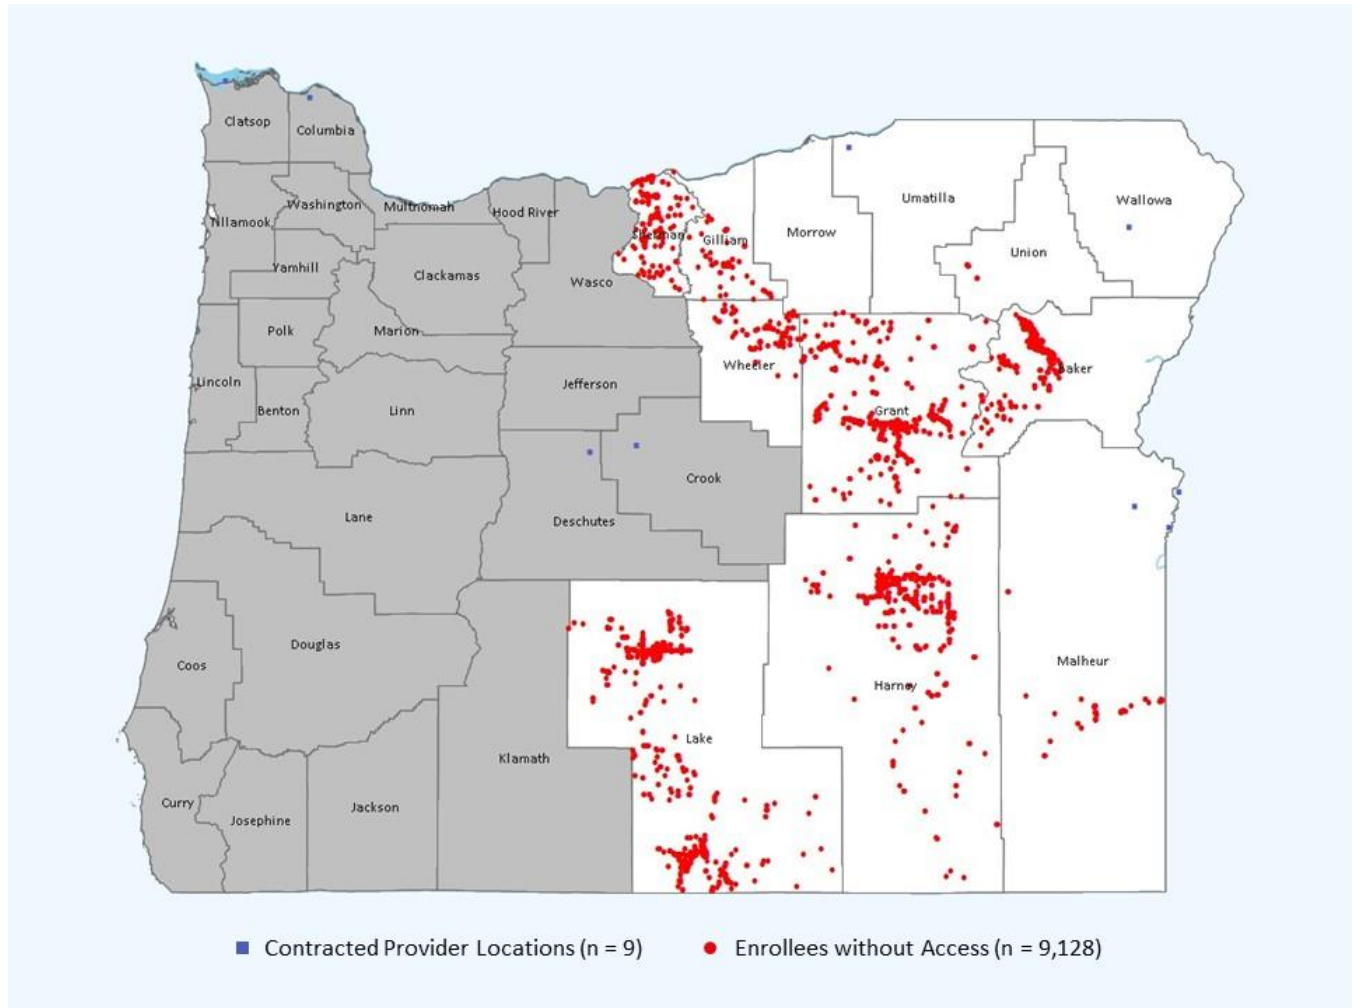 Clatsop
Columbia
Tillamook
Washington
Multnomah
Hood River
Sherman
Gilliam
Morrow
Umatilla
Wallowa
Union
Yamhill
Clackamas
Wasco
Polk
Marion
Wheeler
Baker
Lincoln
Benton
Linn
Jefferson
Grant
Crook
Lane
Deschutes
Douglas
Coos
Harney
Malheur
Lake
Klamath
Curry
Josephine
Jackson
Contracted Provider Locations (n = 9)
Enrollees without Access (n = 9,128)